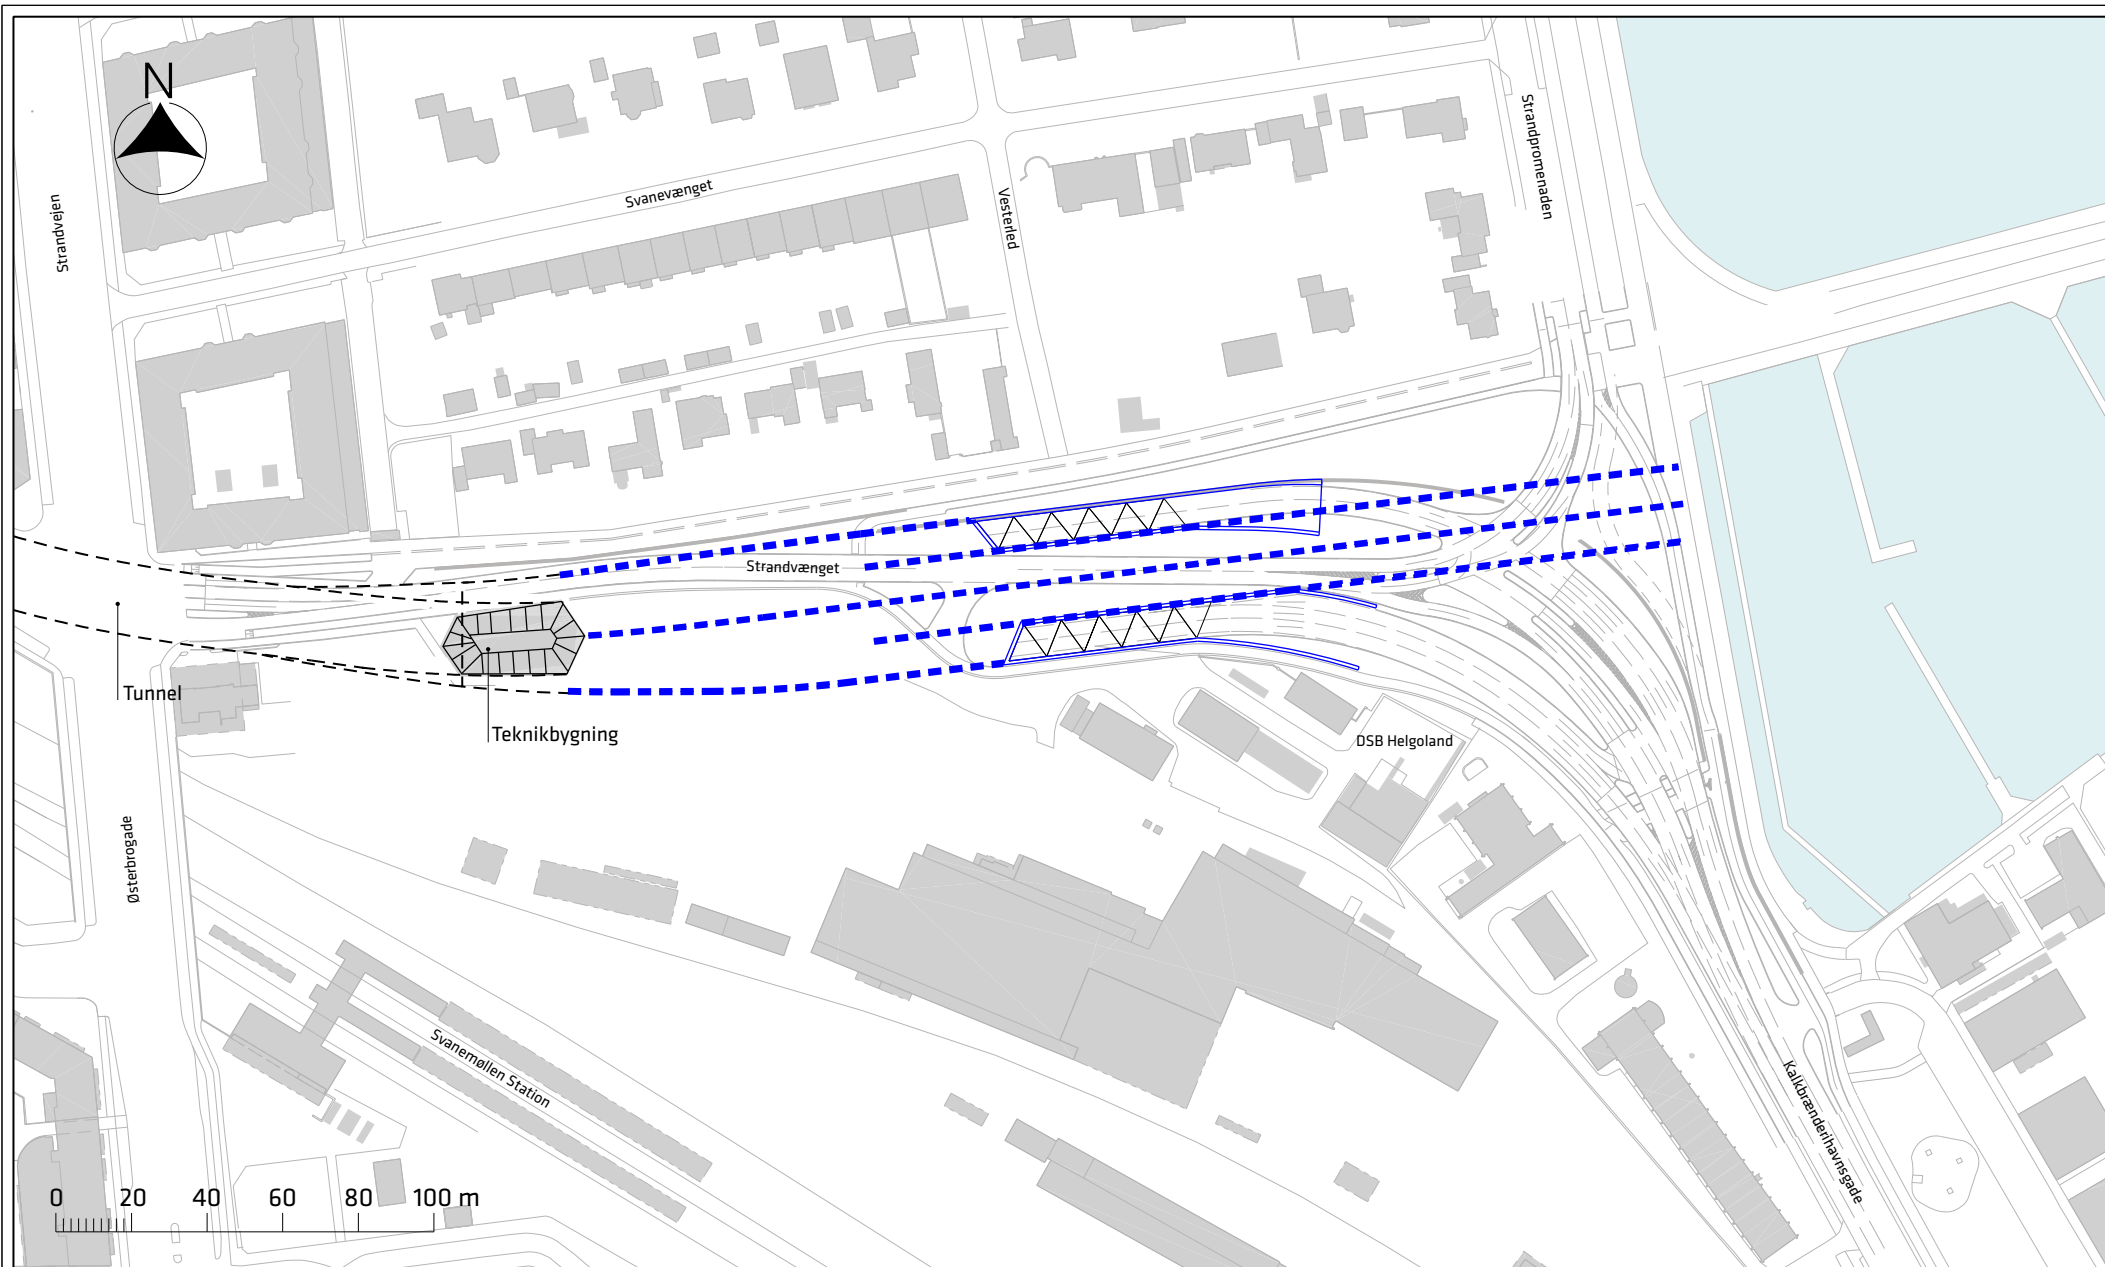 N
Strandvejen
Svanevænget
Vesterled
Strandpromenaden
Strandvænget
Tunnel
Teknikbygning
DSB Helgoland
Østerbrogade
Svanemøllen Station
Kalkbrænderihavnsgade
0 20 40 60 80 100 m